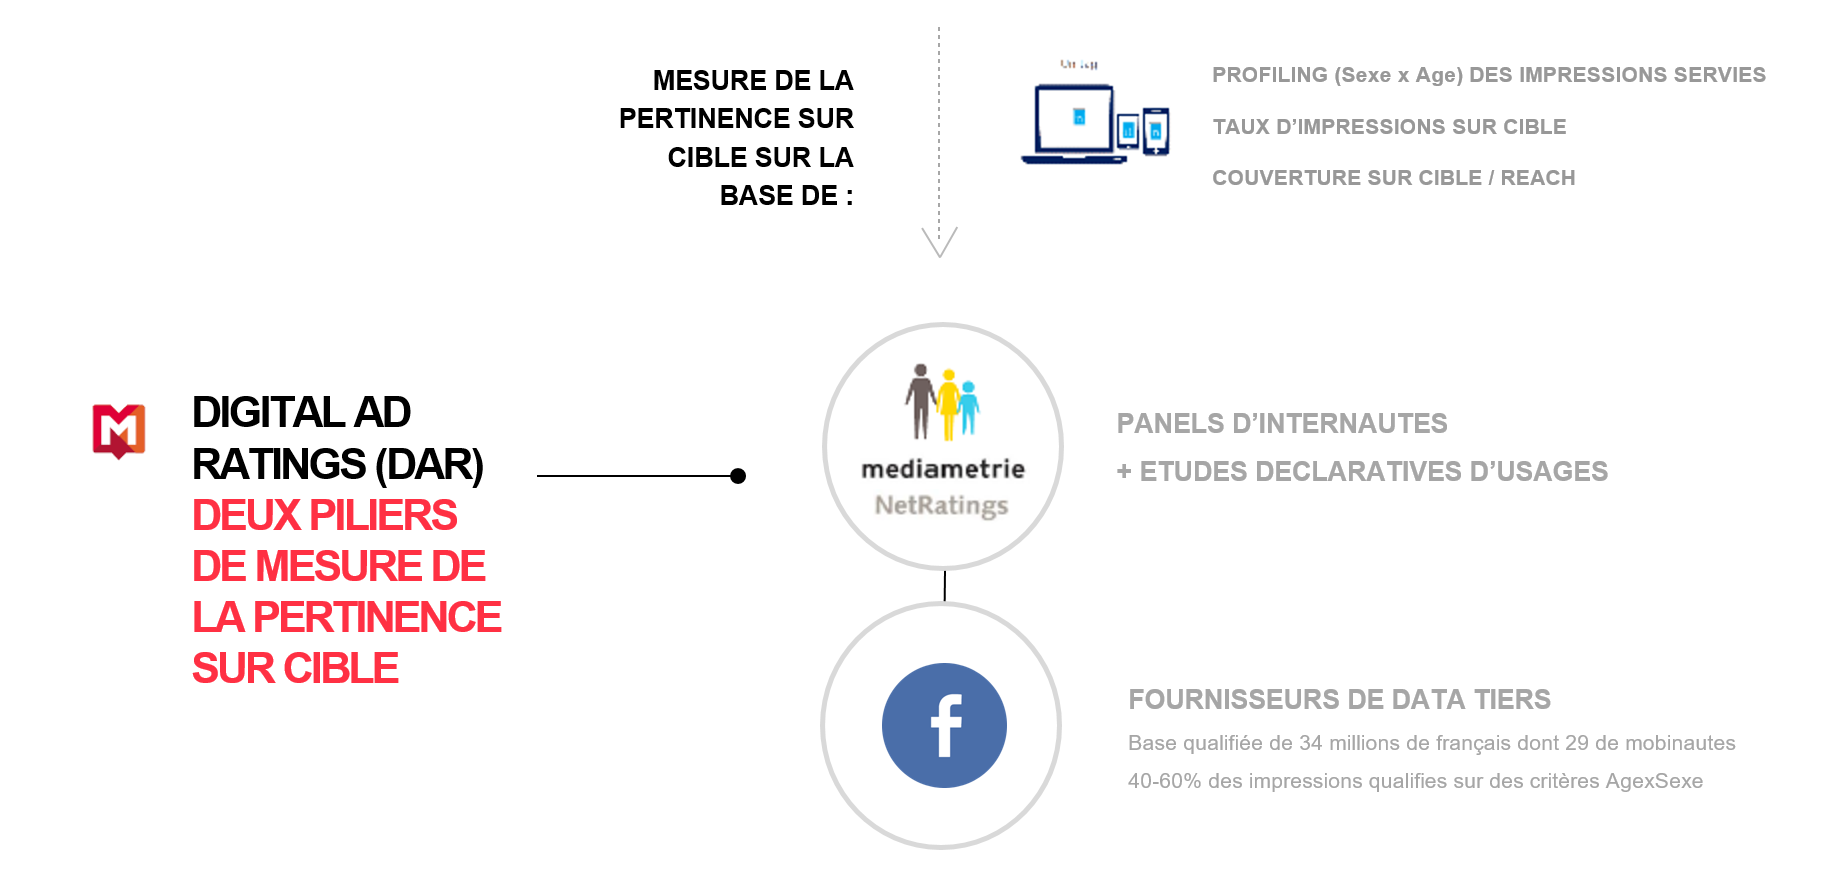 MESURE DE LA
PERTINENCE SUR
CIBLE SUR LA
BASE DE :
PROFILING (Sexe x Age) DES IMPRESSIONS SERVIES
TAUX D’IMPRESSIONS SUR CIBLE
COUVERTURE SUR CIBLE / REACH
M
DIGITAL AD
RATINGS (DAR)
DEUX PILIERS
DE MESURE DE
LA PERTINENCE
SUR CIBLE
mediametrie
NetRatings
PANELS D’INTERNAUTES
+ ETUDES DECLARATIVES D’USAGES
f
FOURNISSEURS DE DATA TIERS
Base qualifiée de 34 millions de français dont 29 de mobinautes
40-60% des impressions qualifies sur des critères AgexSexe